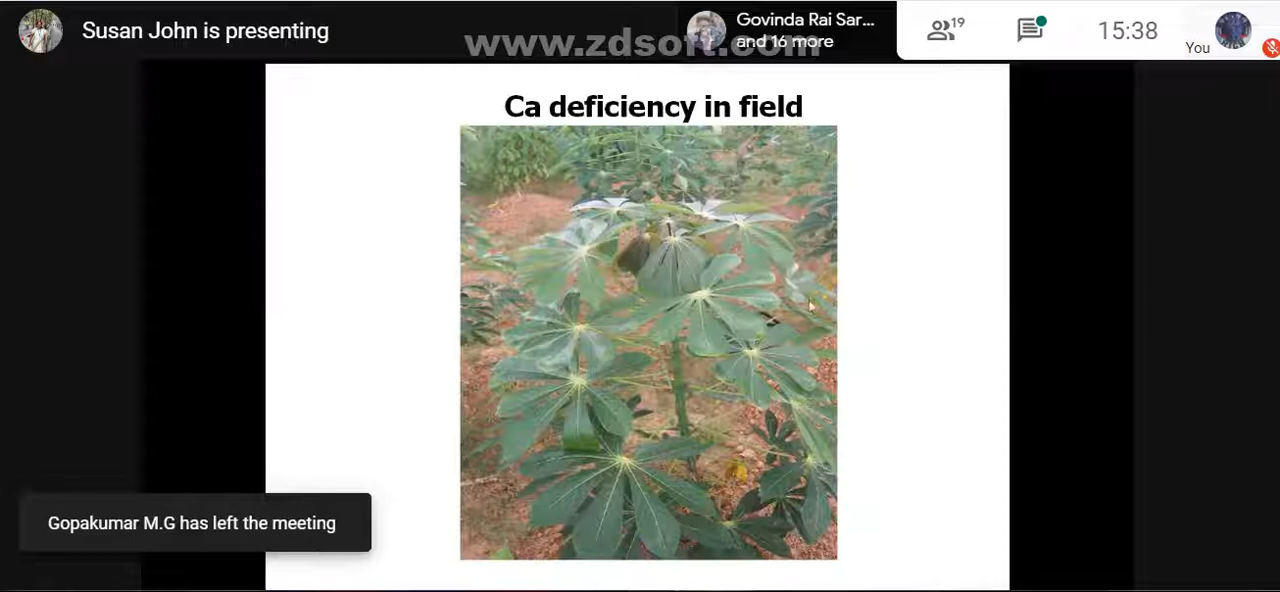 Susan John is presenting
www.zdsoft.com
Govinda Rai Sar...
and 16 more
19
15:38
You
Ca deficiency in field
Gopakumar M.G has left the meeting